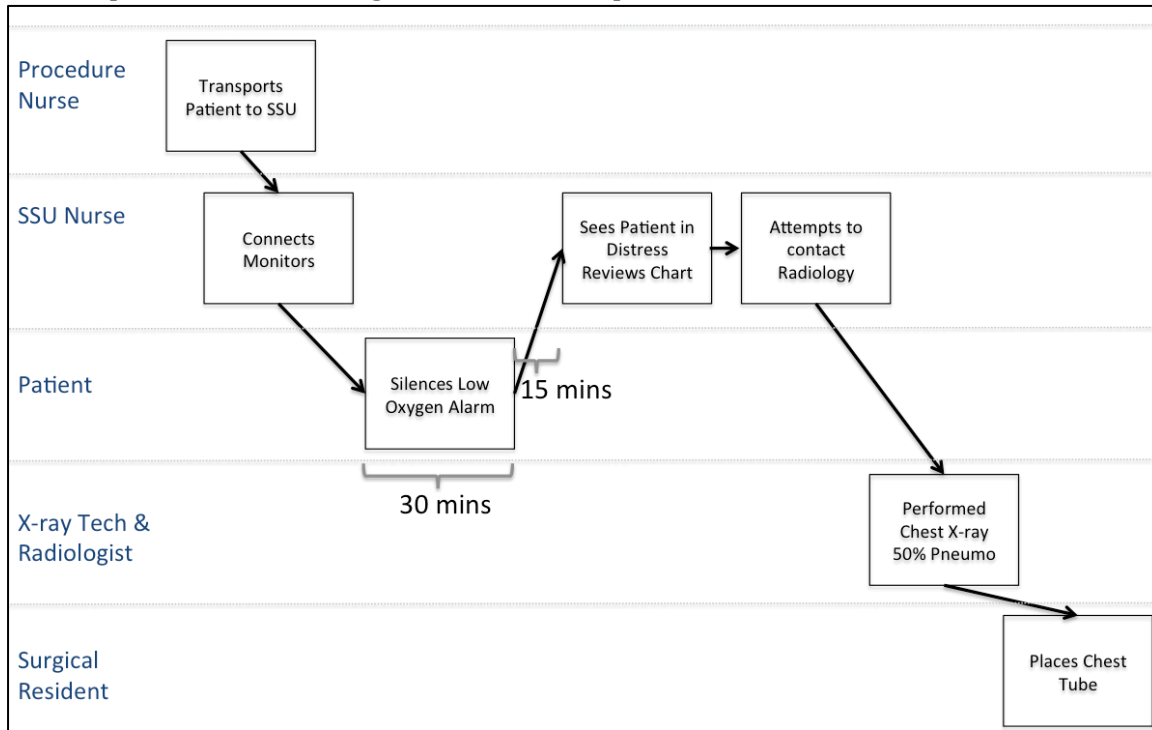 Procedure
Nurse
Transports
Patient to SSU
SSU Nurse
Connects
Monitors
Sees Patient in
Distress
Reviews Chart
Attempts to
contact
Radiology
Patient
Silences Low
Oxygen Alarm
15 mins
30 mins
X-ray Tech &
Radiologist
Performed
Chest X-ray
50% Pneumo
Surgical
Resident
Places Chest
Tube